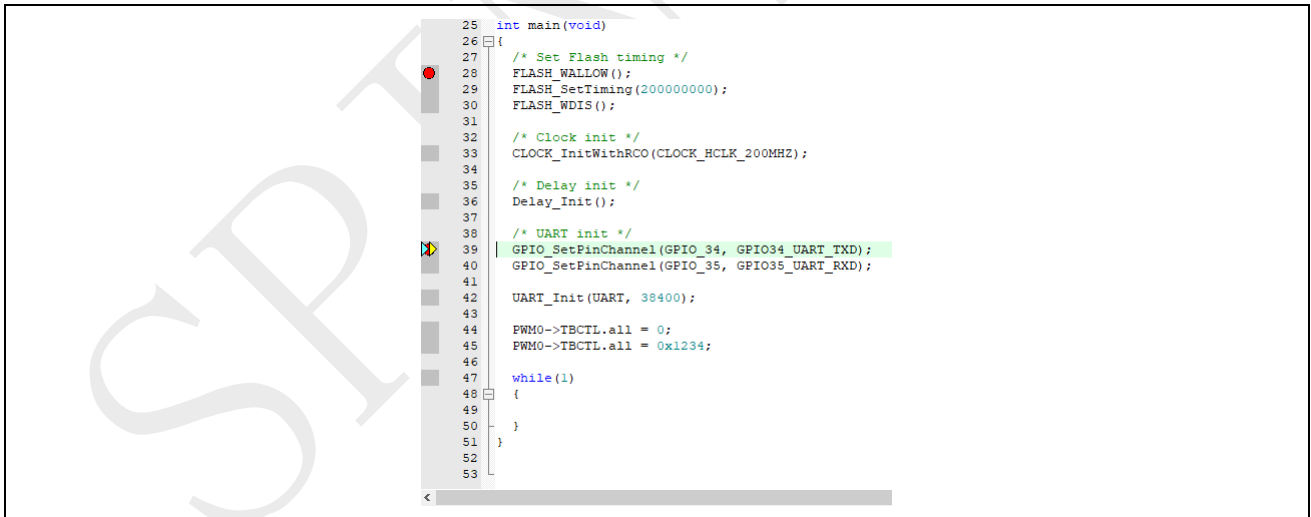 25 int main(void)
26 {
27 /* Set Flash timing */
28 FLASH_WALLOW();
29 FLASH_SetTiming(200000000);
30 FLASH_WDIS();
31
32 /* Clock init */
33 CLOCK_InitWithRCO(CLOCK_HCLK_200MHZ);
34
35 /* Delay init */
36 Delay_Init();
37
38 /* UART init */
39 GPIO_SetPinChannel(GPIO_34, GPIO34_UART_TXD);
40 GPIO_SetPinChannel(GPIO_35, GPIO35_UART_RXD);
41
42 UART_Init(UART, 38400);
43
44 PWM0->TBCTL.all = 0;
45 PWM0->TBCTL.all = 0x1234;
46
47 while(1)
48 {
49
50 }
51 }
52
53